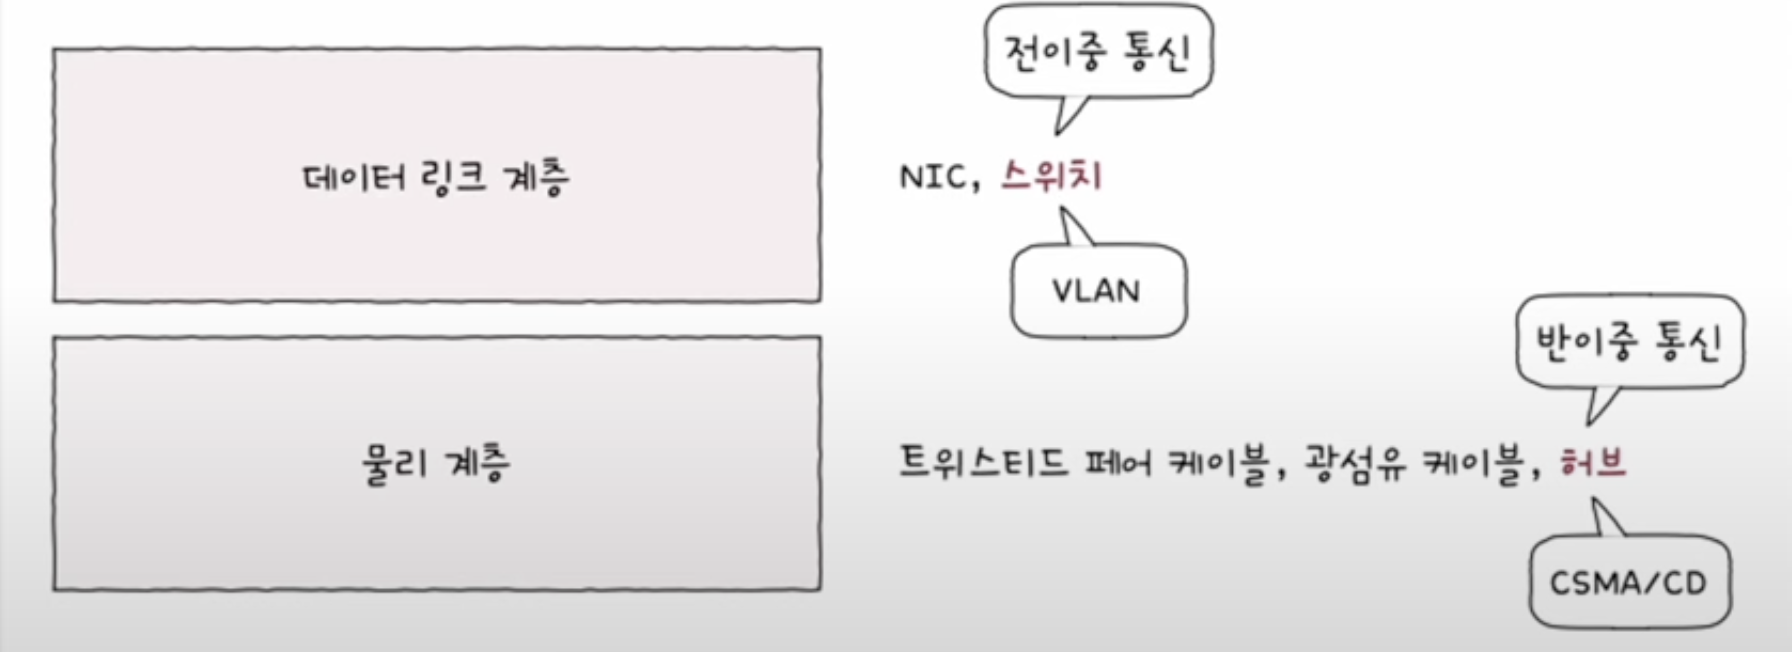 전이중 통신
데이터 링크 계층
NIC, 스위치
VLAN
반이중 통신
물리 계층
트위스티드 페어 케이블, 광섬유 케이블, 허브
CSMA/CD